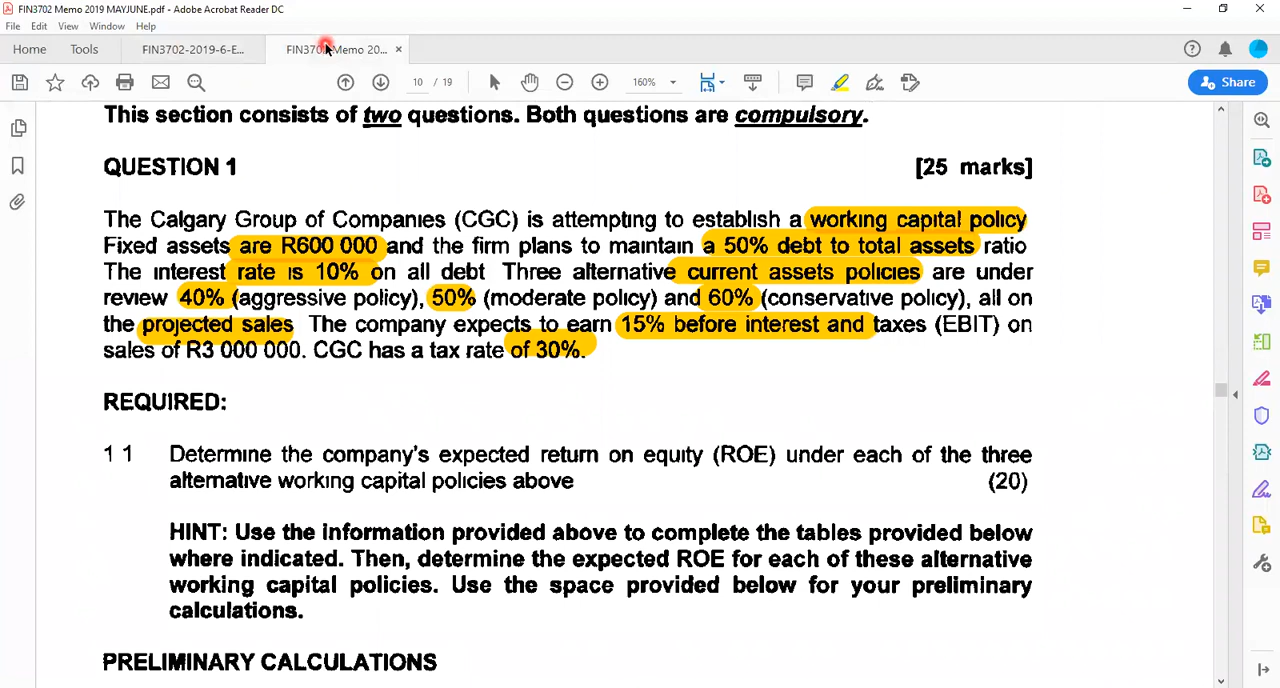 FIN3702 Memo 2019 MAYJUNE.pdf - Adobe Acrobat Reader DC
File Edit View Window Help
Home Tools FIN3702-2019-6-E... FIN370 Memo 20... ×
10 / 19 160% Share
This section consists of two questions. Both questions are compulsory.
QUESTION 1 [25 marks]
The Calgary Group of Companies (CGC) is attempting to establish a working capital policy
Fixed assets are R600 000 and the firm plans to maintain a 50% debt to total assets ratio
The interest rate is 10% on all debt Three alternative current assets policies are under
review 40% (aggressive policy), 50% (moderate policy) and 60% (conservative policy), all on
the projected sales The company expects to earn 15% before interest and taxes (EBIT) on
sales of R3 000 000. CGC has a tax rate of 30%.
REQUIRED:
1 1 Determine the company's expected return on equity (ROE) under each of the three
alternative working capital policies above (20)
HINT: Use the information provided above to complete the tables provided below
where indicated. Then, determine the expected ROE for each of these alternative
working capital policies. Use the space provided below for your preliminary
calculations.
PRELIMINARY CALCULATIONS